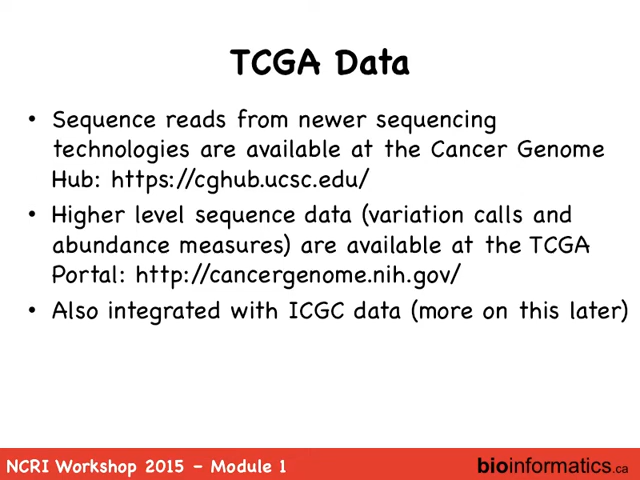 TCGA Data
• Sequence reads from newer sequencing
technologies are available at the Cancer Genome
Hub: https://cghub.ucsc.edu/
• Higher level sequence data (variation calls and
abundance measures) are available at the TCGA
Portal: http://cancergenome.nih.gov/
• Also integrated with ICGC data (more on this later)
NCRI Workshop 2015 – Module 1
bioinformatics.ca